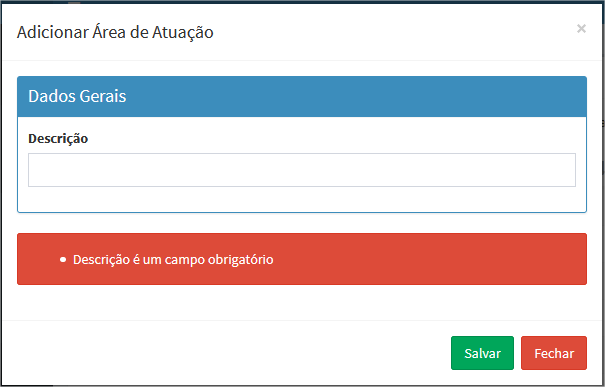 Adicionar Área de Atuação
×
Dados Gerais
Descrição
• Descrição é um campo obrigatório
Salvar
Fechar